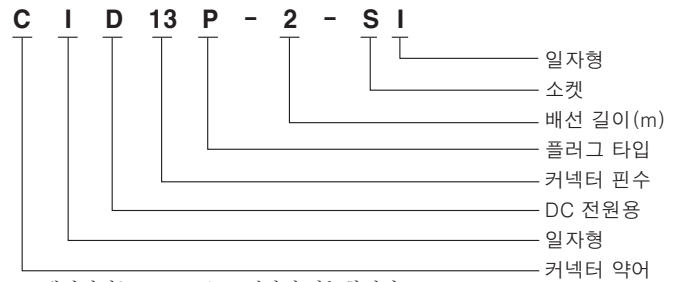 C I D 13 P - 2 - S I
일자형
소켓
배선 길이(m)
플러그 타입
커넥터 핀수
DC 전원용
일자형
커넥터 약어